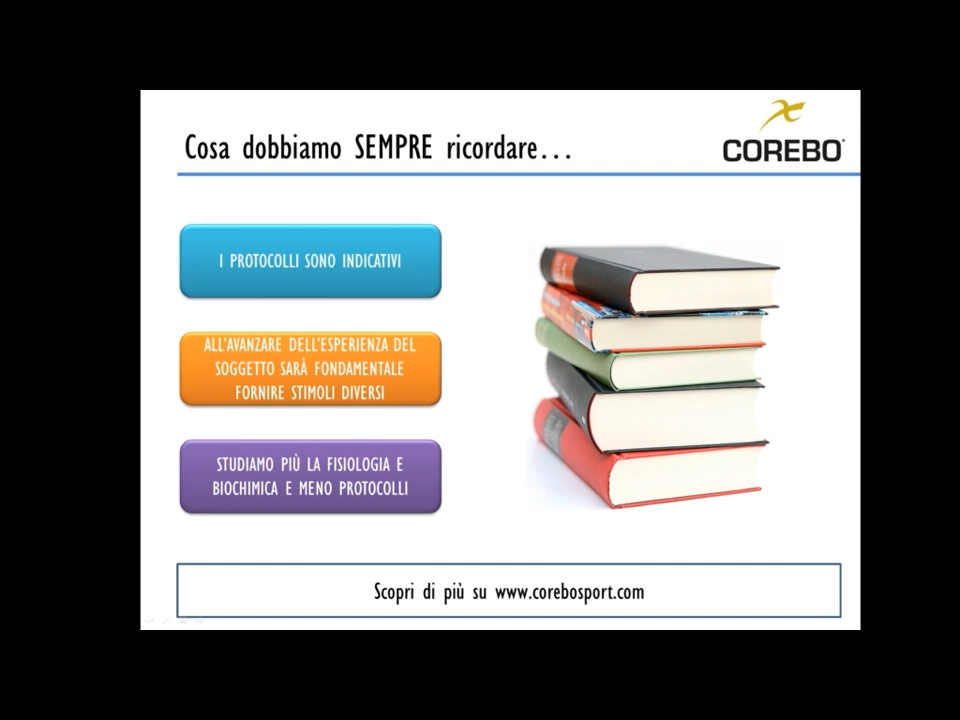 Cosa dobbiamo SEMPRE ricordare...
COREBO®
I PROTOCOLLI SONO INDICATIVI
ALL'AVANZARE DELL'ESPERIENZA DEL
SOGGETTO SARÀ FONDAMENTALE
FORNIRE STIMOLI DIVERSI
STUDIAMO PIÙ LA FISIOLOGIA E
BIOCHIMICA E MENO PROTOCOLLI
Scopri di più su www.corebosport.com